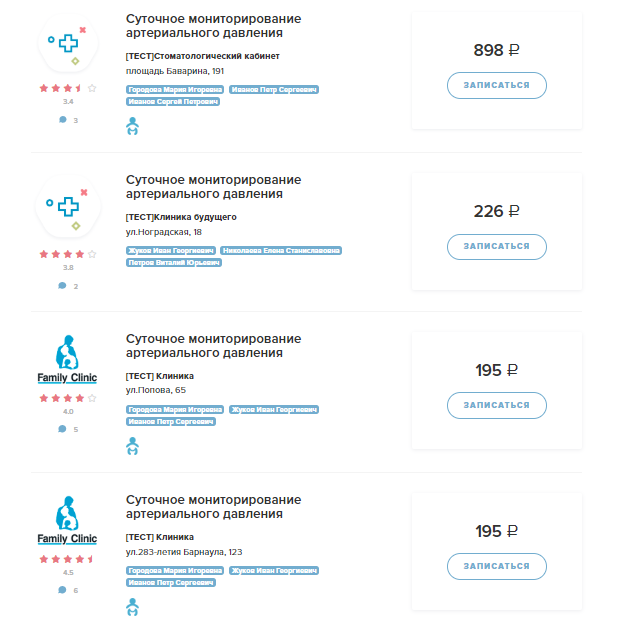 Суточное мониторирование
артериального давления
[ТЕСТ]Стоматологический кабинет
площадь Баварина, 191
Городова Мария Игоревна Иванов Петр Сергеевич
Иванов Сергей Петрович
3.4
3
898 ₽
ЗАПИСАТЬСЯ
Суточное мониторирование
артериального давления
[ТЕСТ]Клиника будущего
ул.Ноградская, 18
Жуков Иван Георгиевич Николаева Елена Станиславовна
Петров Виталий Юрьевич
3.8
2
226 ₽
ЗАПИСАТЬСЯ
Family Clinic
Суточное мониторирование
артериального давления
[ТЕСТ] Клиника
ул.Попова, 65
Городова Мария Игоревна Жуков Иван Георгиевич
Иванов Петр Сергеевич
4.0
5
195 ₽
ЗАПИСАТЬСЯ
Family Clinic
Суточное мониторирование
артериального давления
[ТЕСТ] Клиника
ул.283-летия Барнаула, 123
Городова Мария Игоревна Жуков Иван Георгиевич
Иванов Петр Сергеевич
4.5
6
195 ₽
ЗАПИСАТЬСЯ